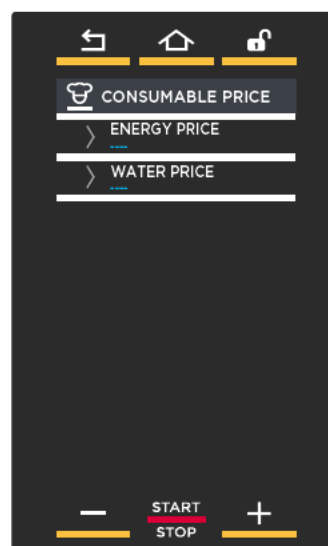 CONSUMABLE PRICE
ENERGY PRICE
----
WATER PRICE
----
START
STOP